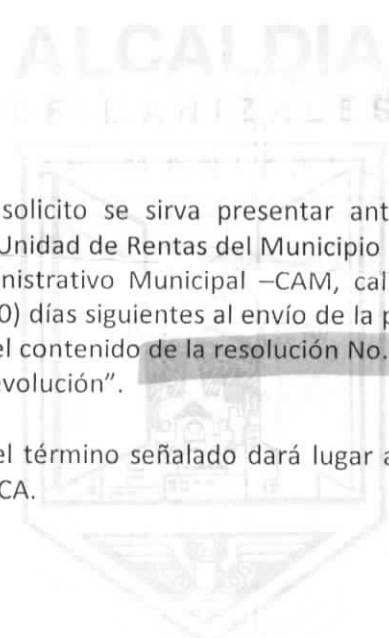 ALCALDIA
DE MANIZALES
solicito se sirva presentar ant
Unidad de Rentas del Municipio
nistrativo Municipal –CAM, cal
0) días siguientes al envío de la p
el contenido de la resolución No.
evolución”.
el término señalado dará lugar a
CA.